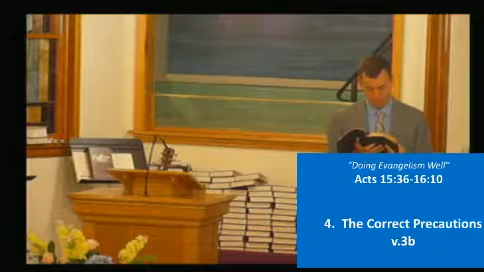 "Doing Evangelism Well"
Acts 15:36-16:10
4. The Correct Precautions
v.3b